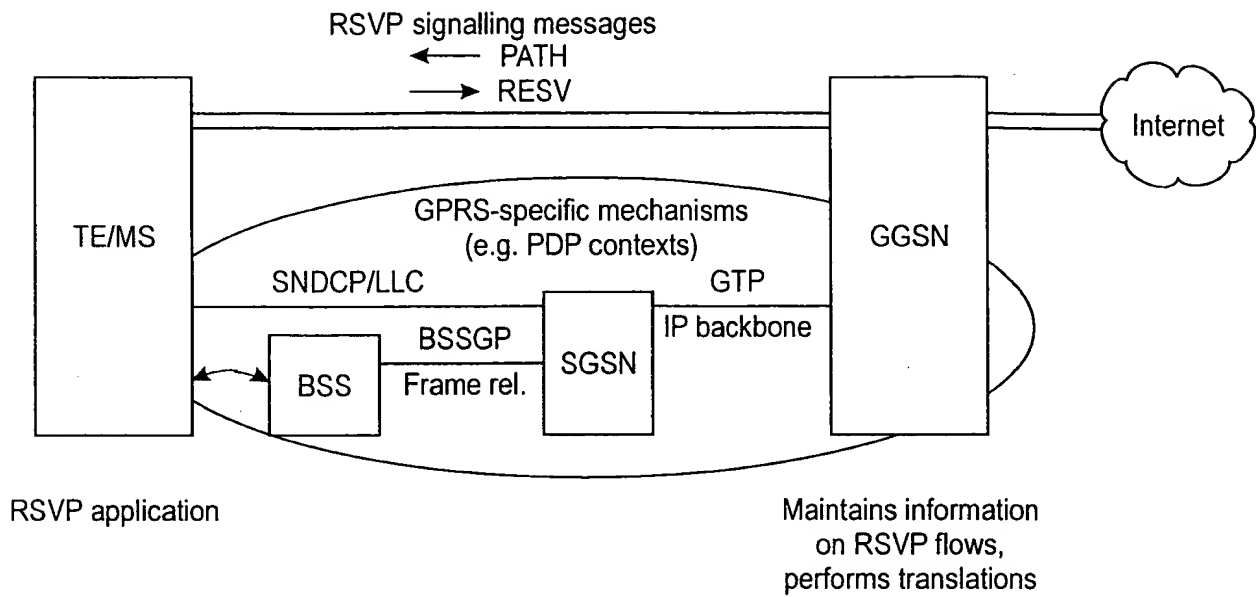 RSVP signalling messages
PATH
RESV
Internet
TE/MS
GPRS-specific mechanisms
(e.g. PDP contexts)
GGSN
SNDCP/LLC
GTP
IP backbone
BSSGP
SGSN
BSS
Frame rel.
RSVP application
Maintains information
on RSVP flows,
performs translations